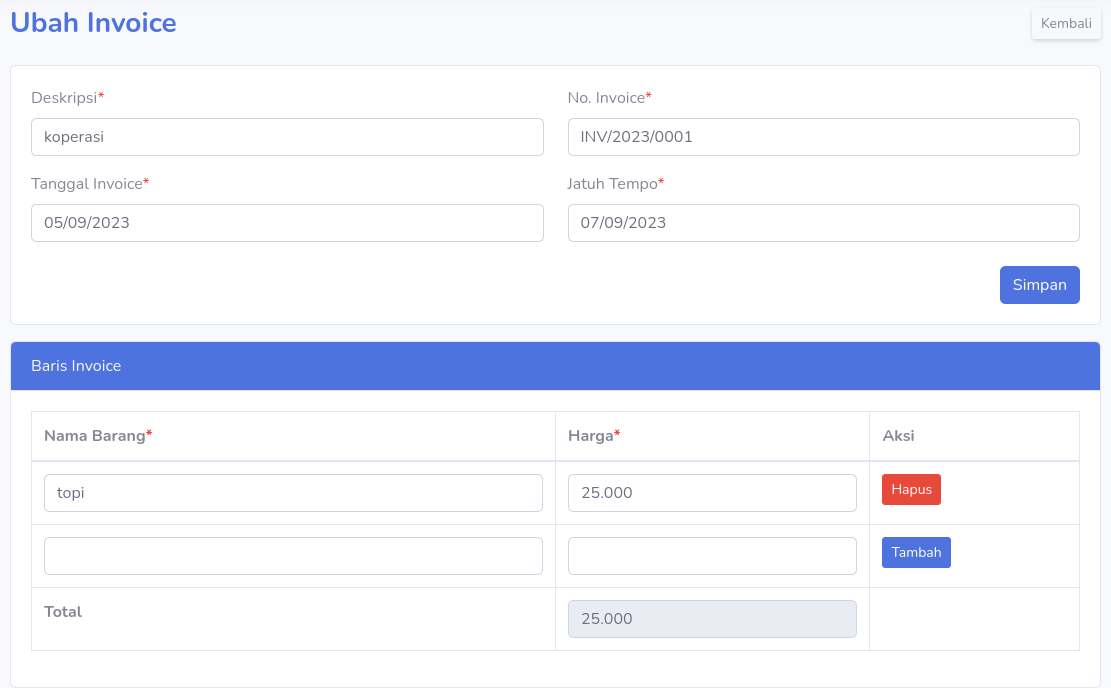 Ubah Invoice
Kembali
Deskripsi*
No. Invoice*
koperasi
INV/2023/0001
Tanggal Invoice*
Jatuh Tempo*
05/09/2023
07/09/2023
Simpan
Baris Invoice
Nama Barang*
Harga*
Aksi
topi
25.000
Hapus
Tambah
Total
25.000